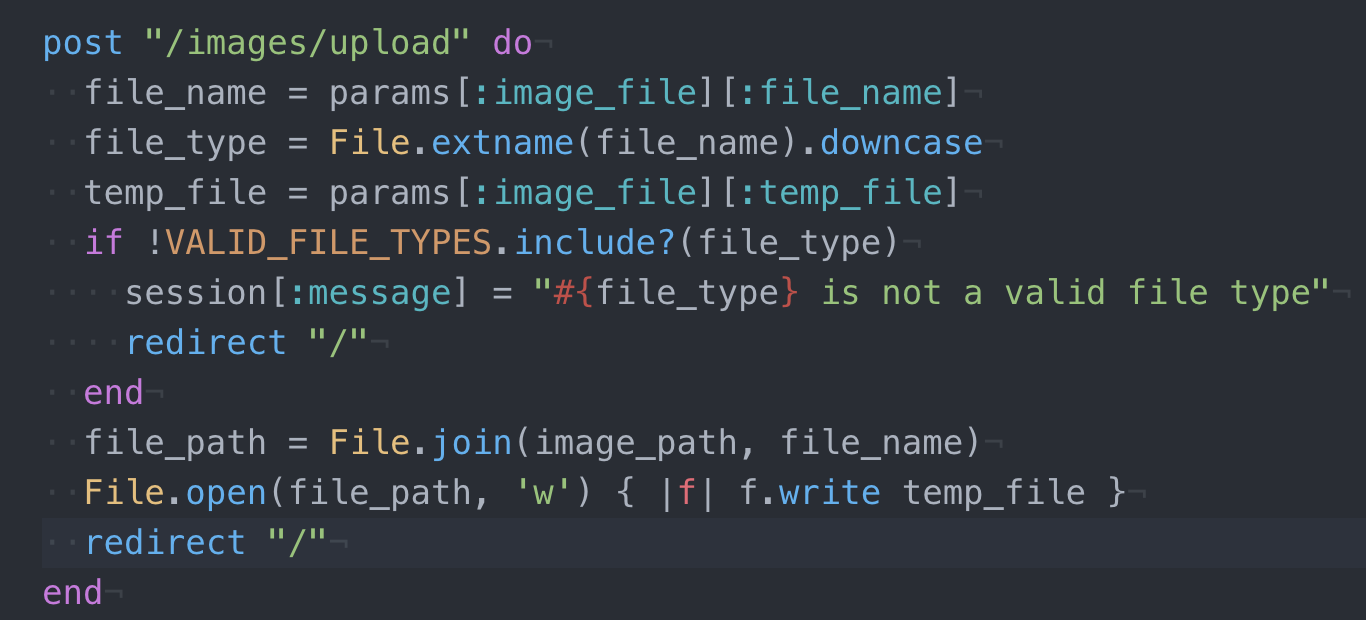 post "/images/upload" do¬
··file_name = params[:image_file][:file_name]¬
··file_type = File.extname(file_name).downcase¬
··temp_file = params[:image_file][:temp_file]¬
··if !VALID_FILE_TYPES.include?(file_type)¬
····session[:message] = "#{file_type} is not a valid file type"¬
····redirect "/"¬
··end¬
··file_path = File.join(image_path, file_name)¬
··File.open(file_path, 'w') { |f| f.write temp_file }¬
··redirect "/"¬
end¬